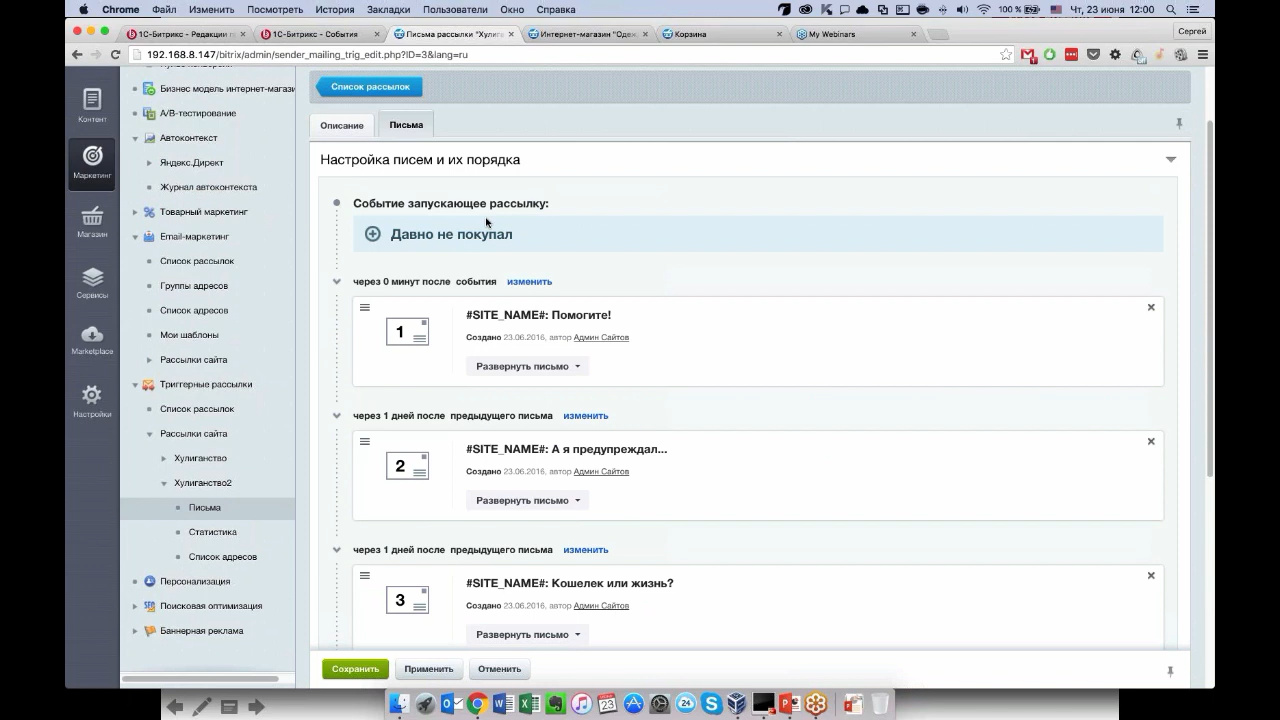 Chrome Файл Изменить Посмотреть История Закладки Пользователи Окно Справка 100 % Чт, 23 июня 12:00
1С-Битрикс - Редакции г 1С-Битрикс - События Письма рассылки "Хулиг Интернет-магазин "Одеж Корзина My Webinars Сергей
192.168.8.147/bitrix/admin/sender_mailing_trig_edit.php?ID=3&lang=ru
Контент
Маркетинг
Магазин
Сервисы
Marketplace
Настройки
Бизнес модель интернет-магази
A/B-тестирование
Автоконтекст
Яндекс.Директ
Журнал автоконтекста
Товарный маркетинг
Email-маркетинг
Список рассылок
Группы адресов
Список адресов
Мои шаблоны
Рассылки сайта
Триггерные рассылки
Список рассылок
Рассылки сайта
Хулиганство
Хулиганство2
Письма
Статистика
Список адресов
Персонализация
Поисковая оптимизация
Баннерная реклама
Список рассылок
Описание Письма
Настройка писем и их порядка
Событие запускающее рассылку:
Давно не покупал
через 0 минут после события изменить
1
#SITE_NAME#: Помогите!
Создано 23.06.2016, автор Админ Сайтов
Развернуть письмо
через 1 дней после предыдущего письма изменить
2
#SITE_NAME#: А я предупреждал...
Создано 23.06.2016, автор Админ Сайтов
Развернуть письмо
через 1 дней после предыдущего письма изменить
3
#SITE_NAME#: Кошелек или жизнь?
Создано 23.06.2016, автор Админ Сайтов
Развернуть письмо
Сохранить Применить Отменить
23 24